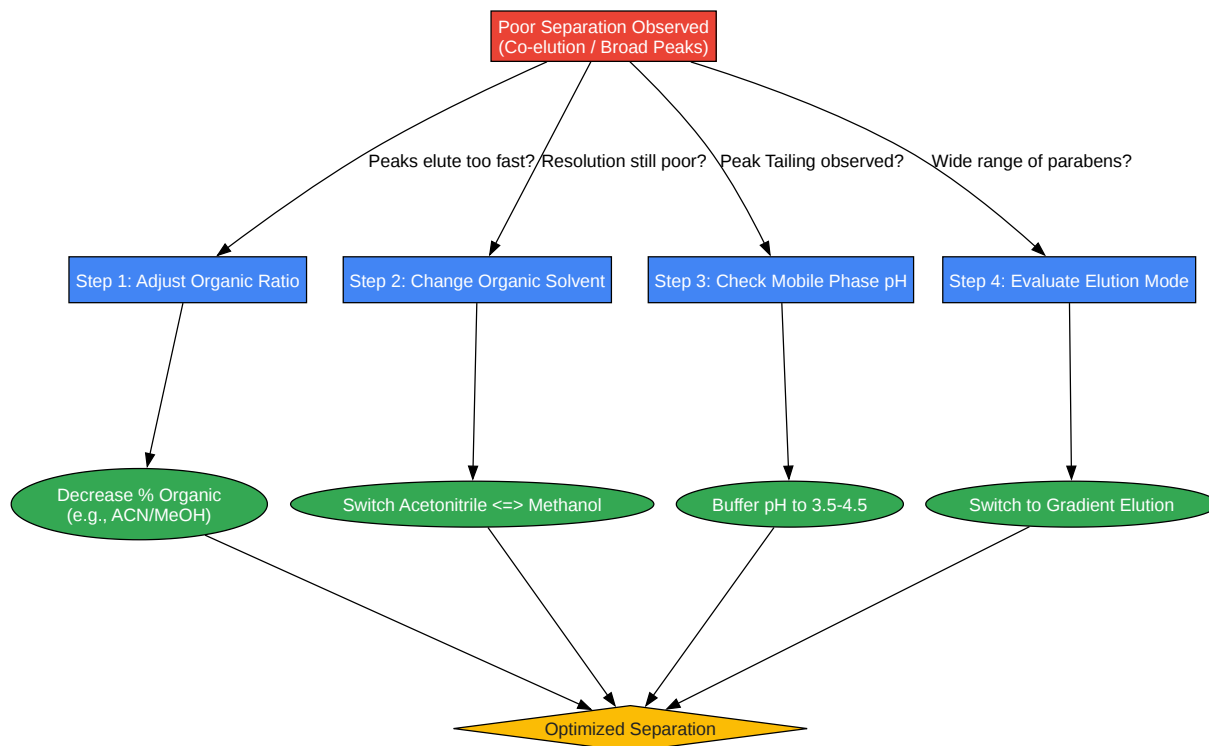 Poor Separation Observed
(Co-elution / Broad Peaks)
Peaks elute too fast?
Resolution still poor?
Peak Tailing observed?
Wide range of parabens?
Step 1: Adjust Organic Ratio
Step 2: Change Organic Solvent
Step 3: Check Mobile Phase pH
Step 4: Evaluate Elution Mode
Decrease % Organic
(e.g., ACN/MeOH)
Switch Acetonitrile <=> Methanol
Buffer pH to 3.5-4.5
Switch to Gradient Elution
Optimized Separation